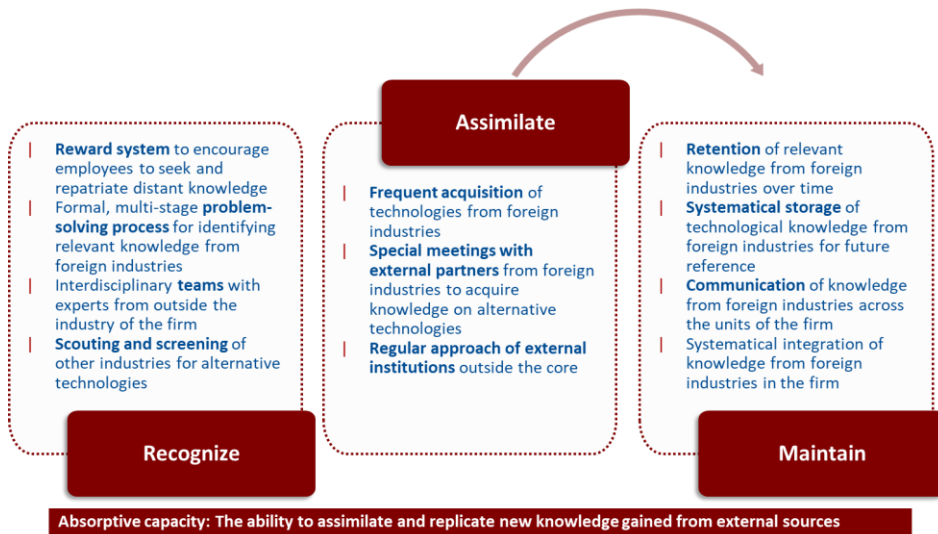 Assimilate
| Reward system to encourage
employees to seek and
repatriate distant knowledge
| Formal, multi-stage problem-
solving process for identifying
relevant knowledge from
foreign industries
| Interdisciplinary teams with
experts from outside the
industry of the firm
| Scouting and screening of
other industries for alternative
technologies
Recognize
| Frequent acquisition of
technologies from foreign
industries
| Special meetings with
external partners from foreign
industries to acquire
knowledge on alternative
technologies
| Regular approach of external
institutions outside the core
| Retention of relevant
knowledge from foreign
industries over time
| Systematical storage of
technological knowledge from
foreign industries for future
reference
| Communication of knowledge
from foreign industries across
the units of the firm
| Systematical integration of
knowledge from foreign
industries in the firm
Maintain
Absorptive capacity: The ability to assimilate and replicate new knowledge gained from external sources